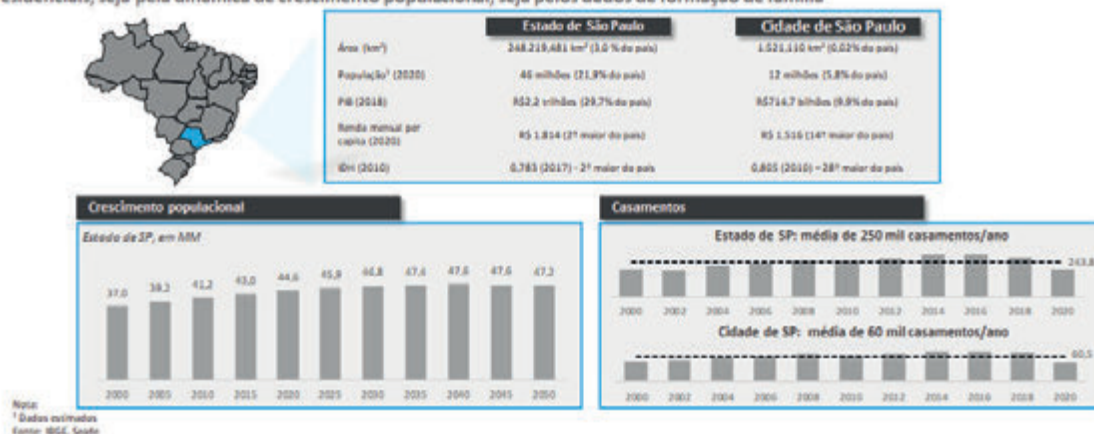 Estado de São Paulo Cidade de São Paulo
Área (km²) 248.219,481 km² (3,0 % do país) 1.521,110 km² (0,02% do país)
População¹ (2020) 46 milhões (21,9% do país) 12 milhões (5,8% do país)
PIB (2018) R$2,2 trilhões (29,7% do país) R$714,7 bilhões (9,9% do país)
Renda mensal per
capita (2020) R$ 1.814 (2º maior do país) R$ 1.516 (14º maior do país)
IDH (2010) 0,783 (2017) - 2º maior do país 0,805 (2010) – 28º maior do país
Crescimento populacional
Estado de SP, em MM
37,0 39,2 41,2 43,0 44,6 45,9 46,8 47,4 47,6 47,6 47,2
2000 2005 2010 2015 2020 2025 2030 2035 2040 2045 2050
Casamentos
Estado de SP: média de 250 mil casamentos/ano
243,8
2000 2002 2004 2006 2008 2010 2012 2014 2016 2018 2020
Cidade de SP: média de 60 mil casamentos/ano
60,5
2000 2002 2004 2006 2008 2010 2012 2014 2016 2018 2020
Nota:
¹ Dados estimados
Fonte: IBGE, Seade